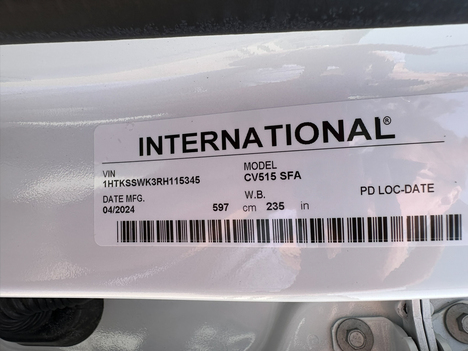 INTERNATIONAL®
VIN MODEL
1HTKSSWK3RH115345 CV515 SFA
DATE MFG. W.B. PD LOC-DATE
04/2024 597 cm 235 in